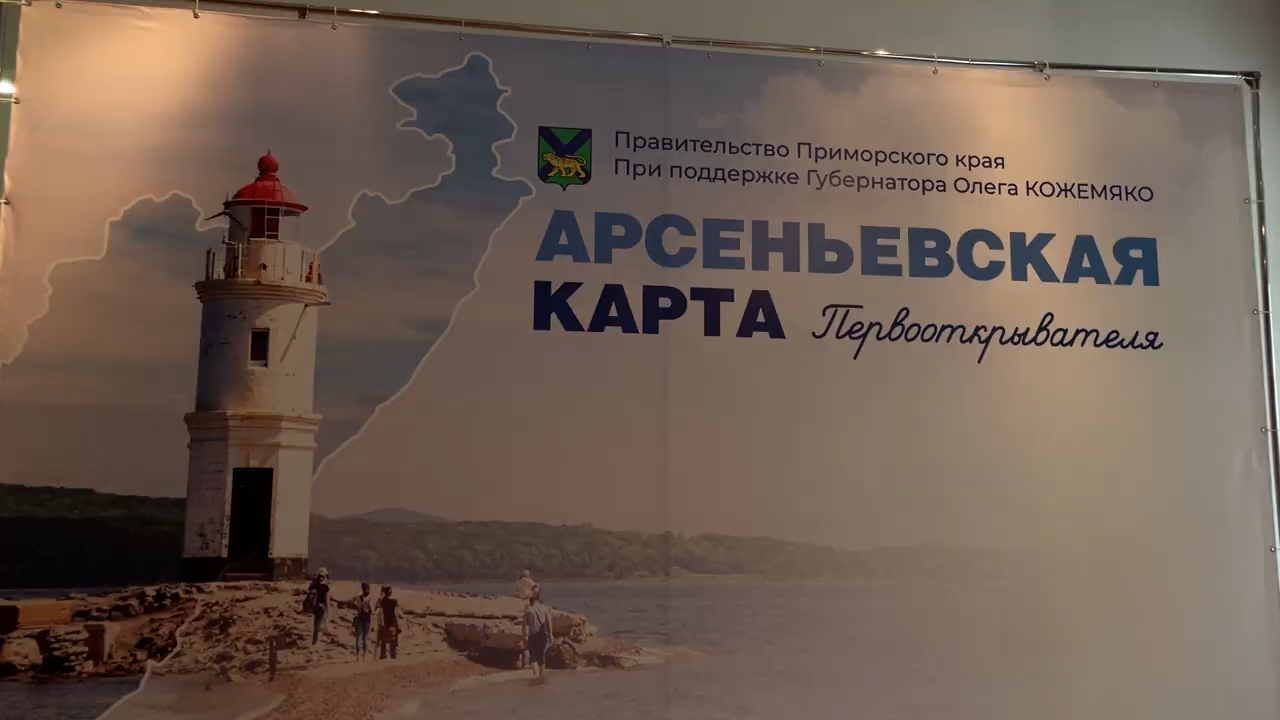 Правительство Приморского края
При поддержке Губернатора Олега КОЖЕМЯКО
АРСЕНЬЕВСКАЯ
КАРТА Первооткрывателя